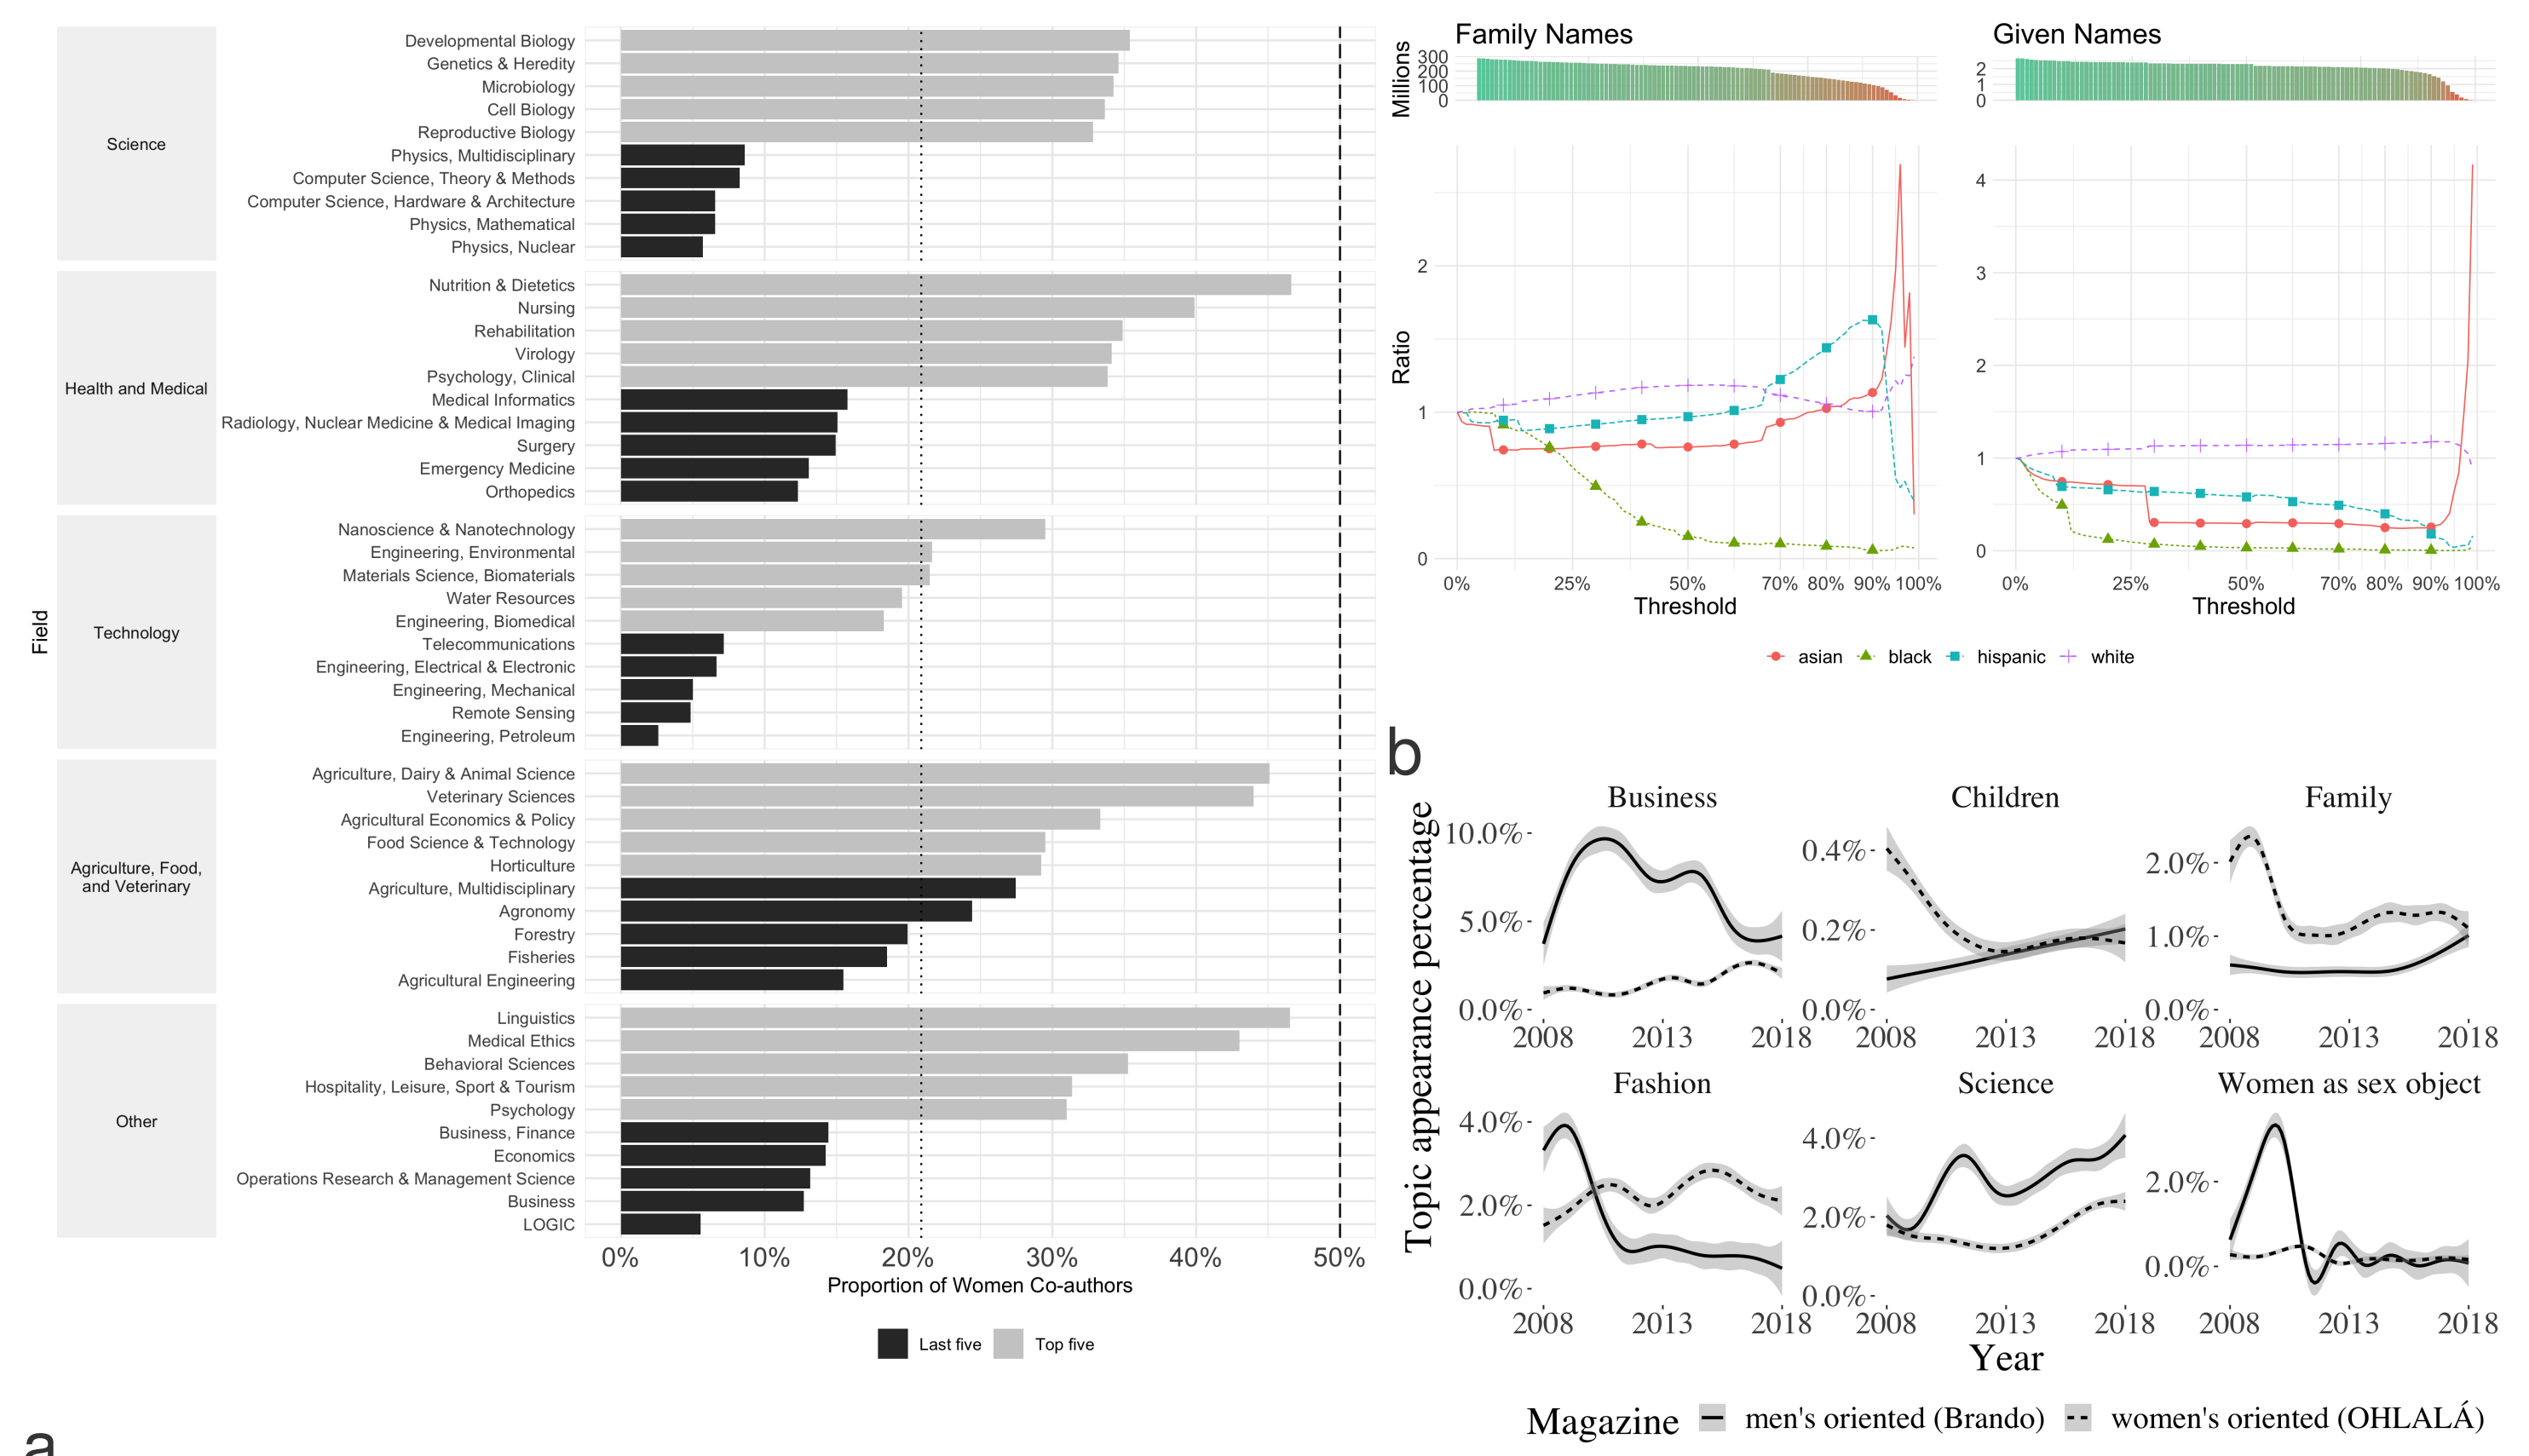 Field
Science
Developmental Biology
Genetics & Heredity
Microbiology
Cell Biology
Reproductive Biology
Physics, Multidisciplinary
Computer Science, Theory & Methods
Computer Science, Hardware & Architecture
Physics, Mathematical
Physics, Nuclear
Health and Medical
Nutrition & Dietetics
Nursing
Rehabilitation
Virology
Psychology, Clinical
Medical Informatics
Radiology, Nuclear Medicine & Medical Imaging
Surgery
Emergency Medicine
Orthopedics
Technology
Nanoscience & Nanotechnology
Engineering, Environmental
Materials Science, Biomaterials
Water Resources
Engineering, Biomedical
Telecommunications
Engineering, Electrical & Electronic
Engineering, Mechanical
Remote Sensing
Engineering, Petroleum
Agriculture, Food,
and Veterinary
Agriculture, Dairy & Animal Science
Veterinary Sciences
Agricultural Economics & Policy
Food Science & Technology
Horticulture
Agriculture, Multidisciplinary
Agronomy
Forestry
Fisheries
Agricultural Engineering
Other
Linguistics
Medical Ethics
Behavioral Sciences
Hospitality, Leisure, Sport & Tourism
Psychology
Business, Finance
Economics
Operations Research & Management Science
Business
LOGIC
0% 10% 20% 30% 40% 50%
Proportion of Women Co-authors
Last five Top five
a
Family Names
Millions
300
200
100
0
Ratio
2
1
0
0% 25% 50% 70% 80% 90% 100%
Threshold
Given Names
2
1
0
4
3
2
1
0
0% 25% 50% 70% 80% 90% 100%
Threshold
asian black hispanic white
b
Topic appearance percentage
Business
10.0%
5.0%
0.0%
2008 2013 2018
Children
0.4%
0.2%
0.0%
2008 2013 2018
Family
2.0%
1.0%
0.0%
2008 2013 2018
Fashion
4.0%
2.0%
0.0%
2008 2013 2018
Science
4.0%
2.0%
0.0%
2008 2013 2018
Women as sex object
2.0%
0.0%
2008 2013 2018
Year
Magazine men's oriented (Brando) women's oriented (OHLALÁ)